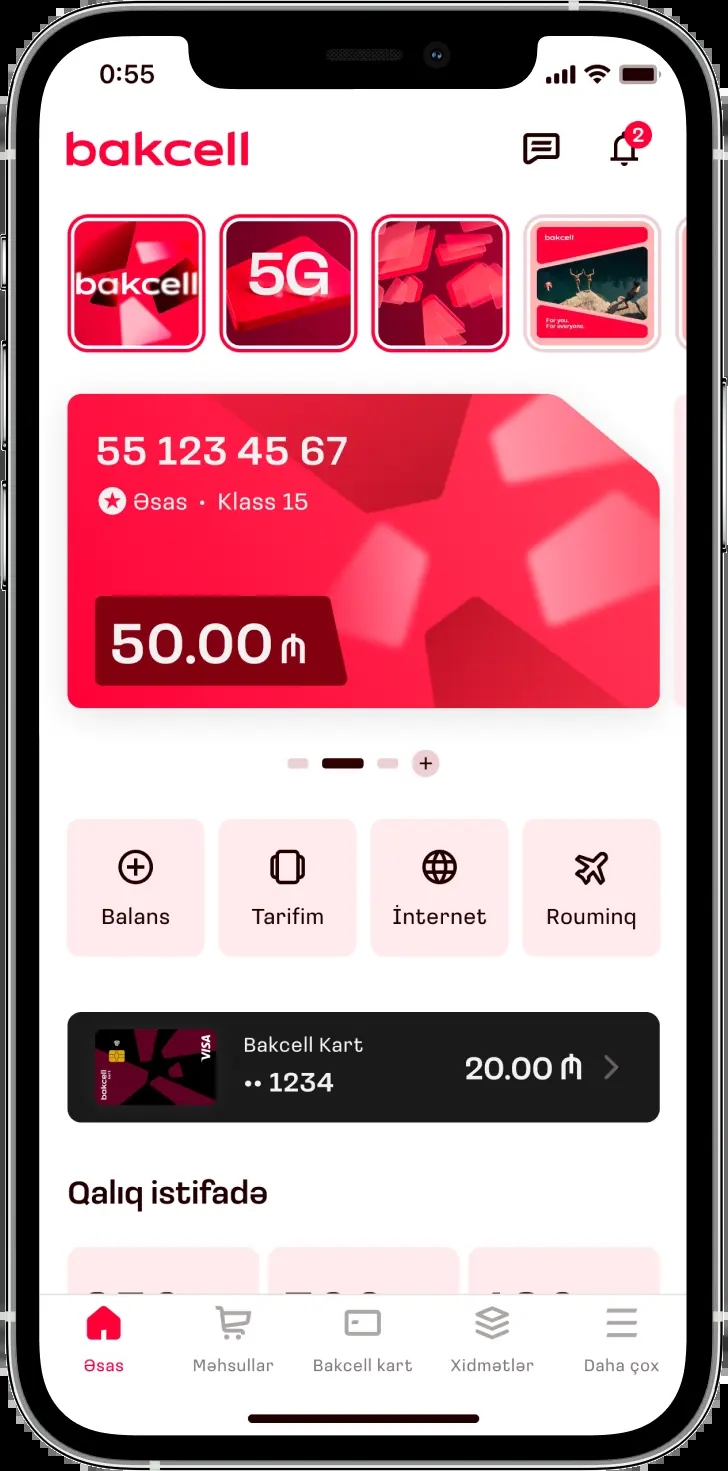 0:55
bakcell
2
bakcell
5G
bakcell
For you.
For everyone.
55 123 45 67
Əsas • Klass 15
50.00 ₼
Balans
Tarifim
İnternet
Rouminq
bakcell
VISA
Bakcell Kart
•• 1234
20.00 ₼
Qalıq istifadə
Əsas
Məhsullar
Bakcell kart
Xidmətlər
Daha çox